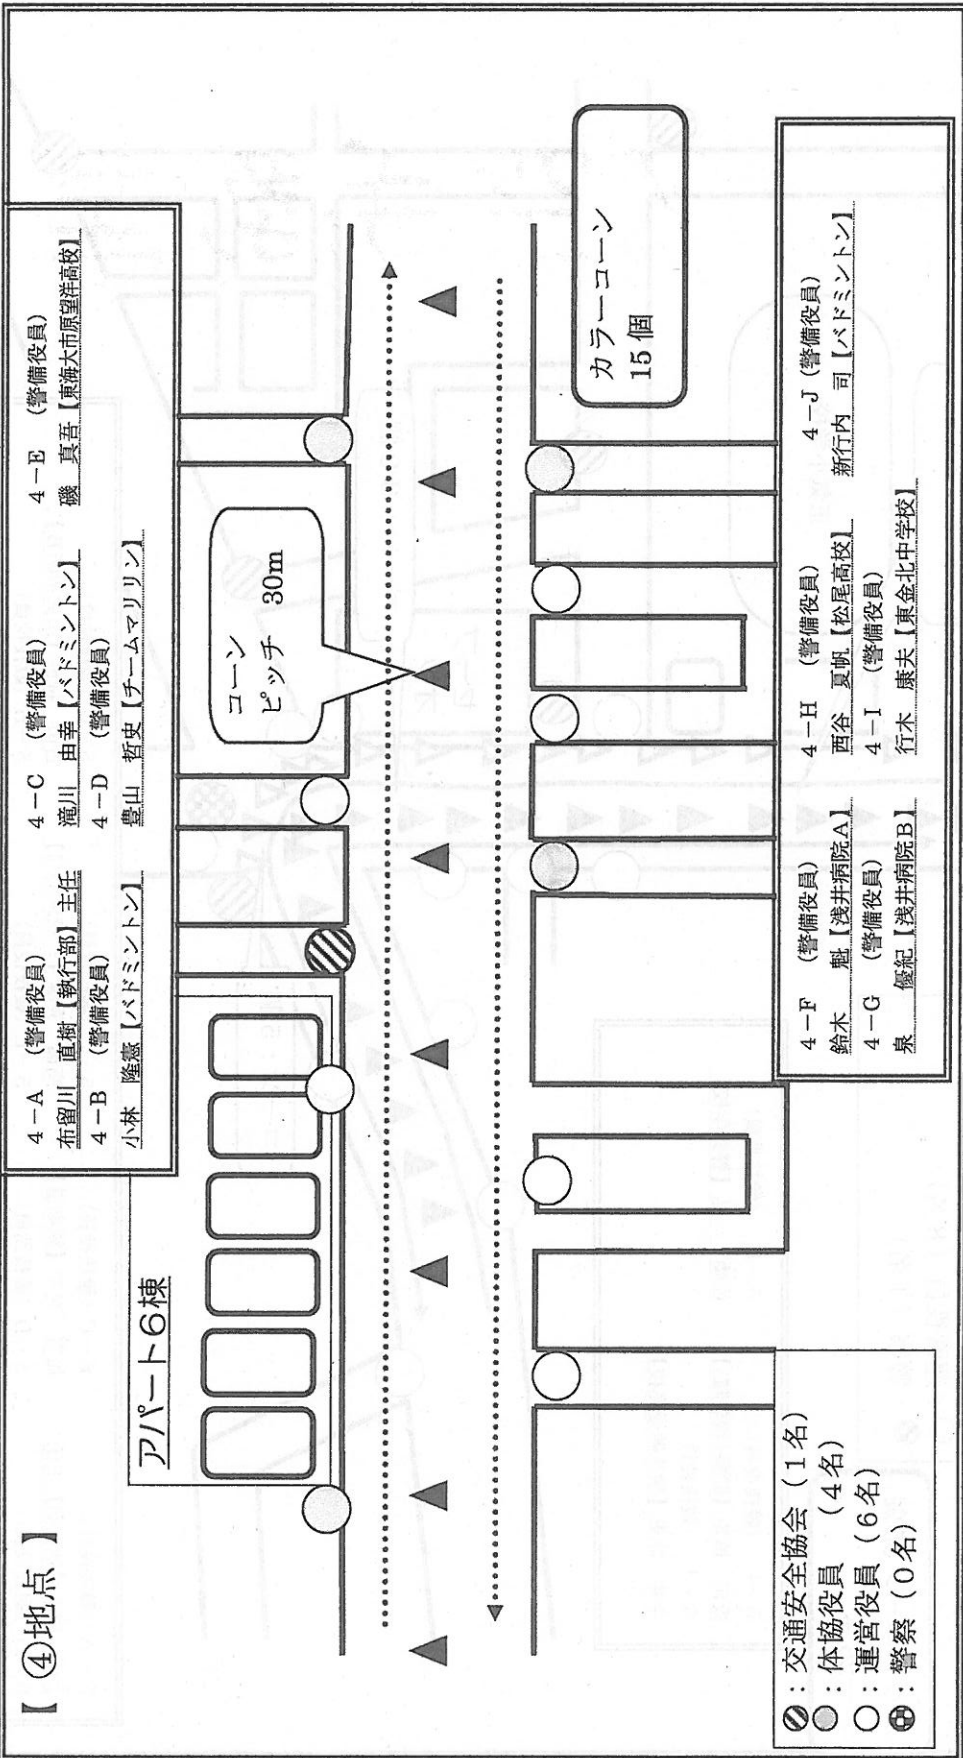 【 ④地点 】
4－A （警備役員）
布留川 直樹【執行部】主任
4－B （警備役員）
小林 隆憲【バドミントン】
4－C （警備役員）
滝川 由幸【バドミントン】
4－D （警備役員）
豊山 哲史【チームマリリン】
4－E （警備役員）
磯 真吾【東海大市原望洋高校】
アパート6棟
コーン
ピッチ 30m
カラーコーン
15個
4－F （警備役員）
鈴木 魁【浅井病院A】
4－G （警備役員）
泉 優紀【浅井病院B】
4－H （警備役員）
西谷 夏帆【松尾高校】
4－I （警備役員）
行木 康夫【東金北中学校】
4－J（警備役員）
新行内 司【バドミントン】
：交通安全協会（1名）
：体協役員 （4名）
：運営役員（6名）
：警察（0名）